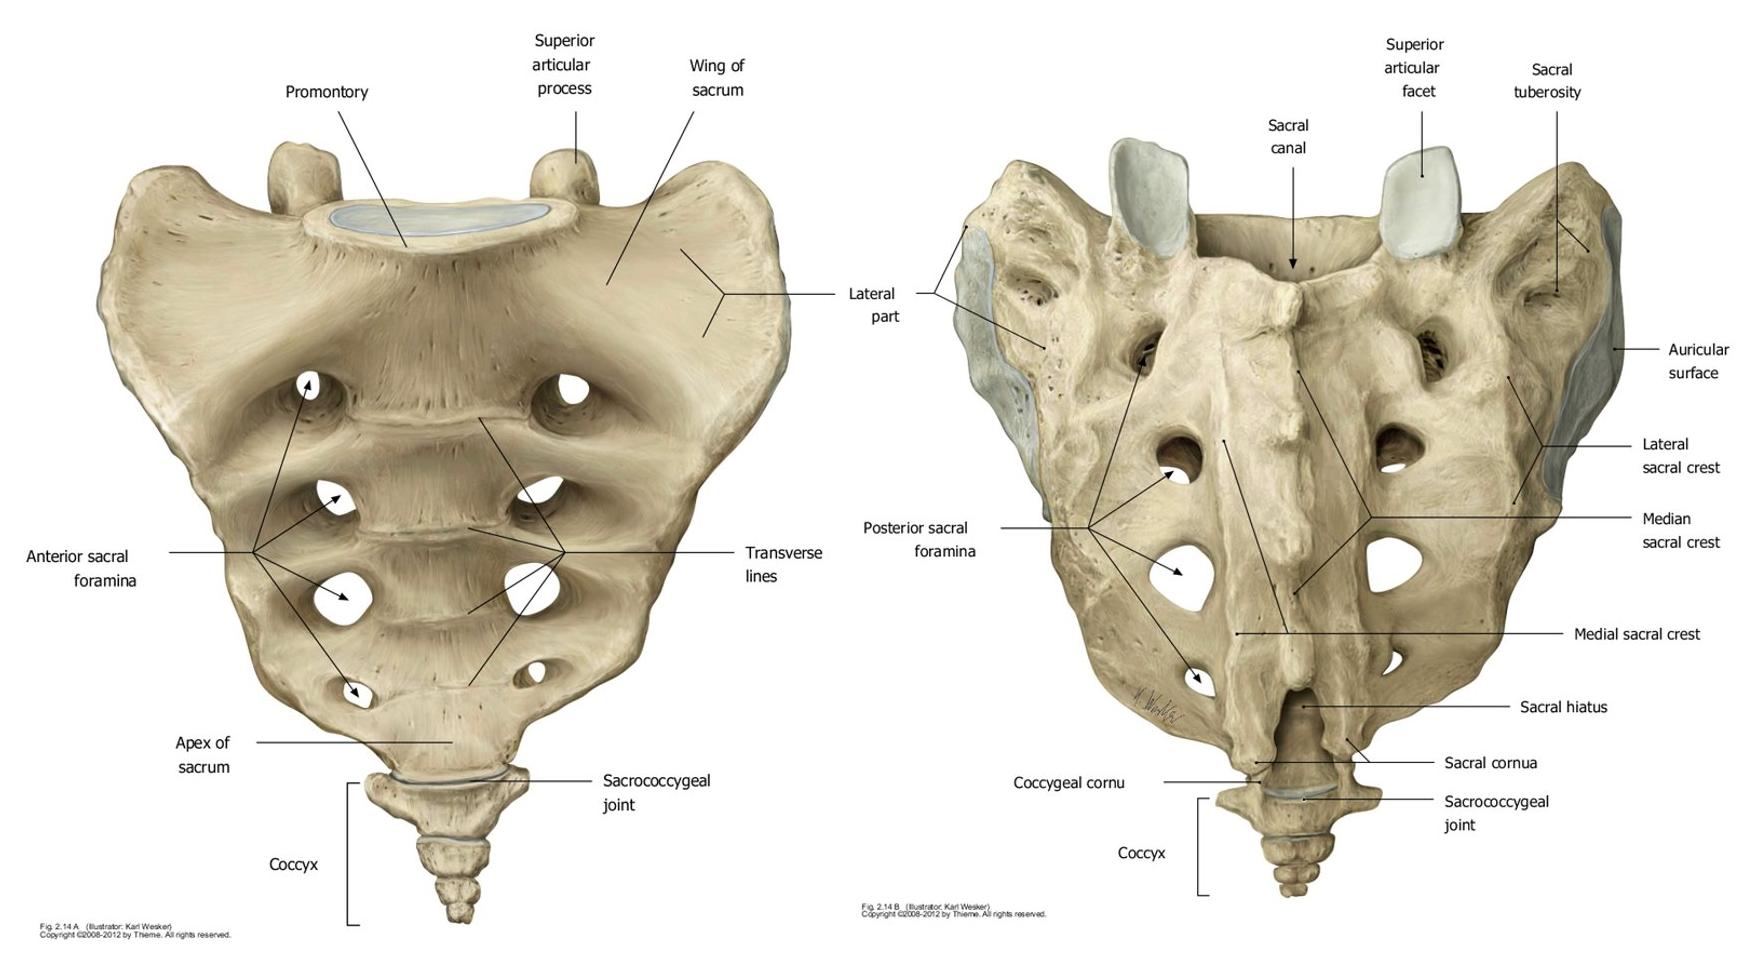 Superior
articular
process
Wing of
sacrum
Promontory
Lateral
part
Anterior sacral
foramina
Transverse
lines
Apex of
sacrum
Sacrococcygeal
joint
Coccyx
Fig. 2.14 A (Illustrator: Karl Wesker)
Copyright ©2008-2012 by Thieme. All rights reserved.
Superior
articular
facet
Sacral
tuberosity
Sacral
canal
Auricular
surface
Lateral
sacral crest
Posterior sacral
foramina
Median
sacral crest
Medial sacral crest
Sacral hiatus
Sacral cornua
Coccygeal cornu
Sacrococcygeal
joint
Coccyx
Fig. 2.14 B (Illustrator: Karl Wesker)
Copyright ©2008-2012 by Thieme. All rights reserved.